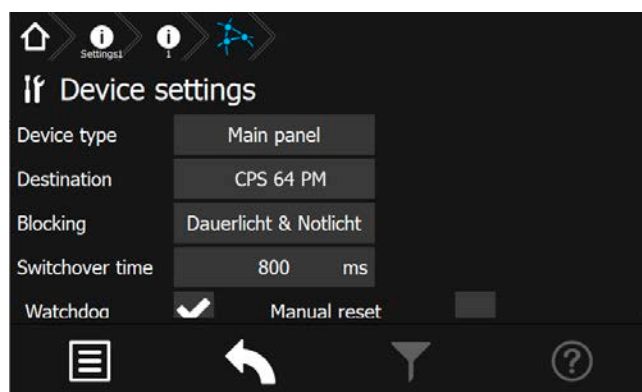 Settings1
1
Device settings
Device type Main panel
Destination CPS 64 PM
Blocking Dauerlicht & Notlicht
Switchover time 800 ms
Watchdog Manual reset